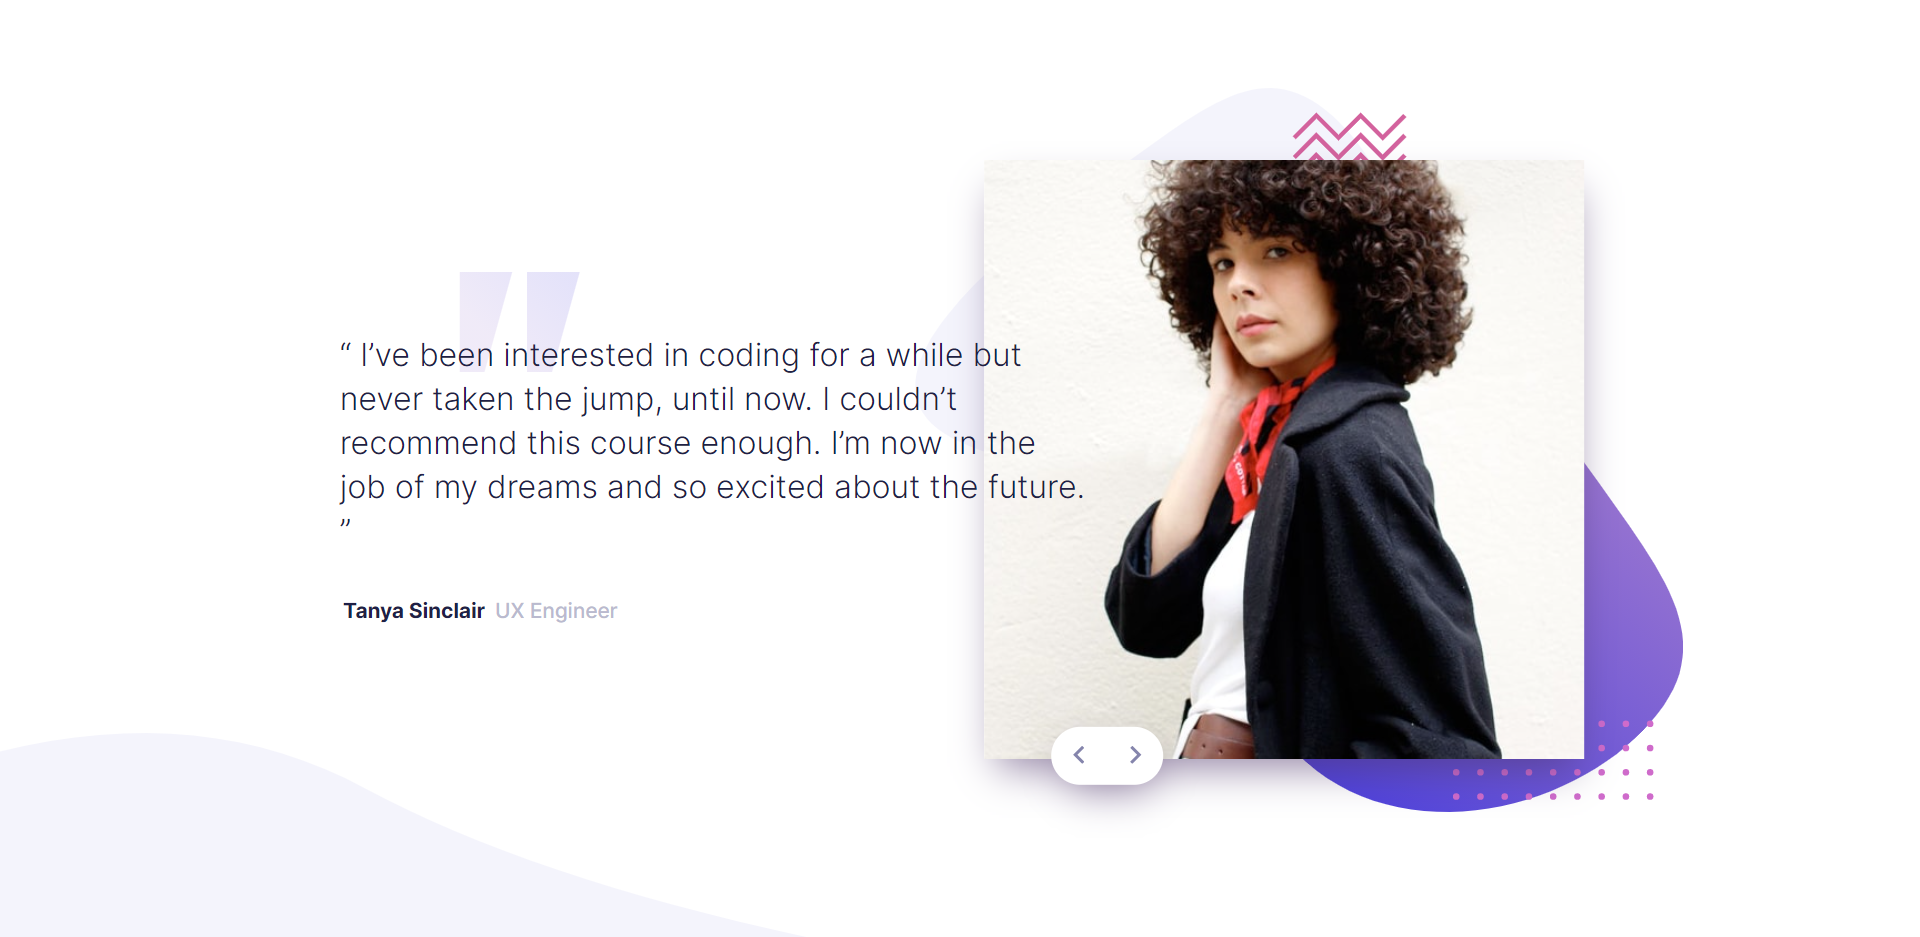 “ I’ve been interested in coding for a while but
never taken the jump, until now. I couldn’t
recommend this course enough. I’m now in the
job of my dreams and so excited about the future.
”
Tanya Sinclair UX Engineer